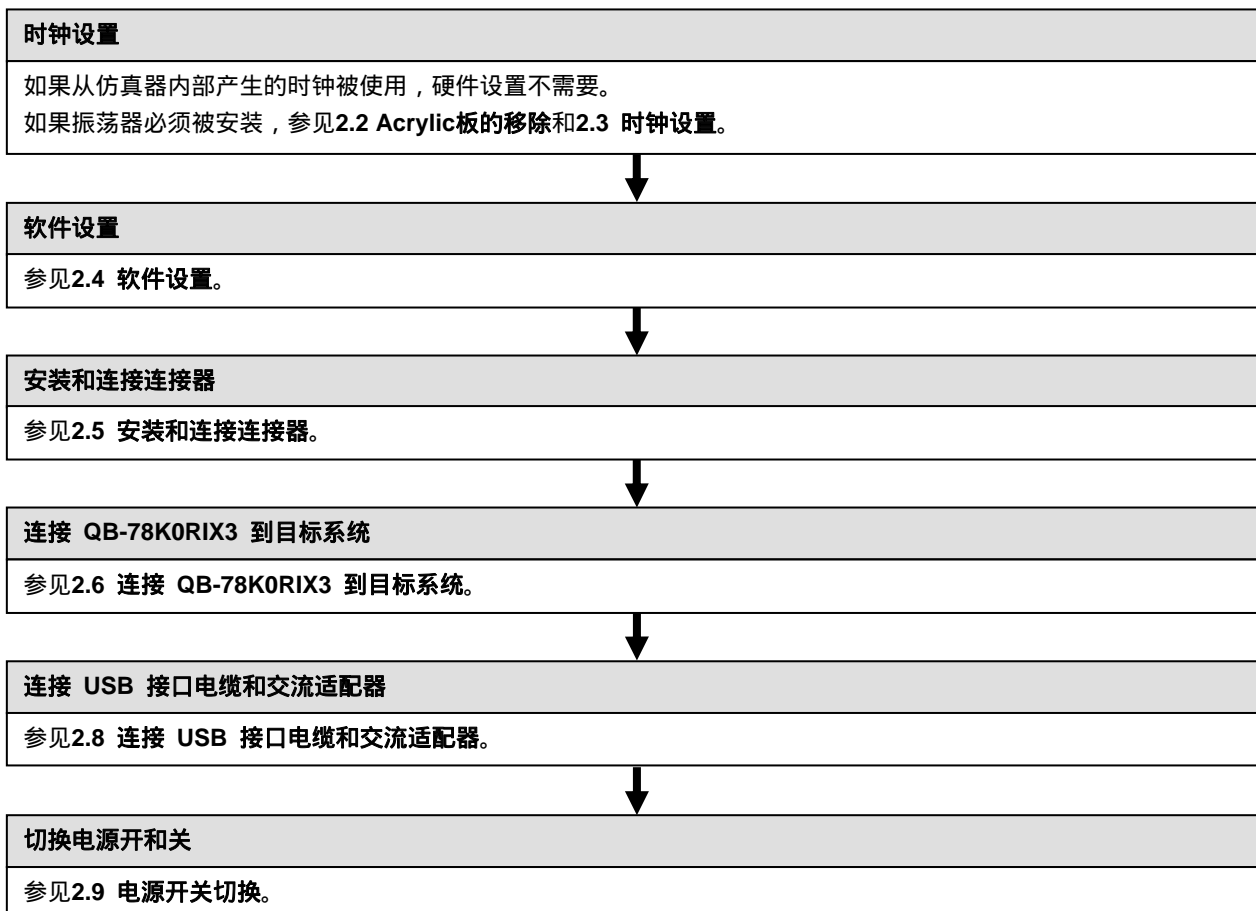 时钟设置
如果从仿真器内部产生的时钟被使用，硬件设置不需要。
如果振荡器必须被安装，参见2.2 Acrylic板的移除和2.3 时钟设置。
软件设置
参见2.4 软件设置。
安装和连接连接器
参见2.5 安装和连接连接器。
连接 QB-78K0RIX3 到目标系统
参见2.6 连接 QB-78K0RIX3 到目标系统。
连接 USB 接口电缆和交流适配器
参见2.8 连接 USB 接口电缆和交流适配器。
切换电源开和关
参见2.9 电源开关切换。